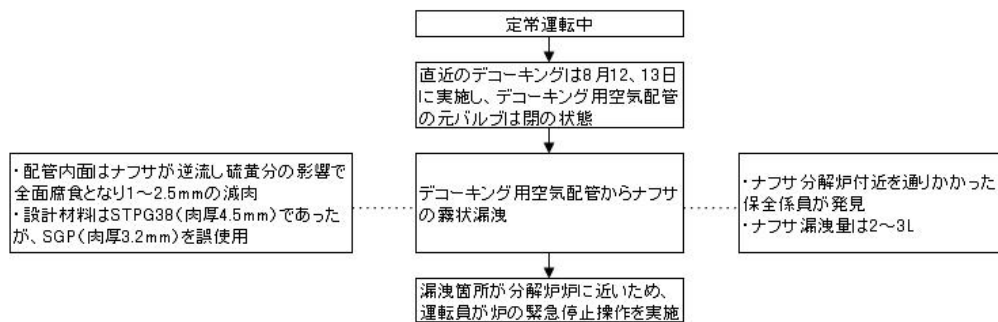 定常運転中
直近のデコーキングは8月12、13日
に実施し、デコーキング用空気配管
の元バルブは閉の状態
・配管内面はナフサが逆流し硫黄分の影響で
全面腐食となり1～2.5mmの減肉
・設計材料はSTPG38(肉厚4.5mm)であった
が、SGP(肉厚3.2mm)を誤使用
デコーキング用空気配管からナフサ
の霧状漏洩
・ナフサ分解炉付近を通りかかった
保全係員が発見
・ナフサ漏洩量は2～3L
漏洩箇所が分解炉炉に近いため、
運転員が炉の緊急停止操作を実施